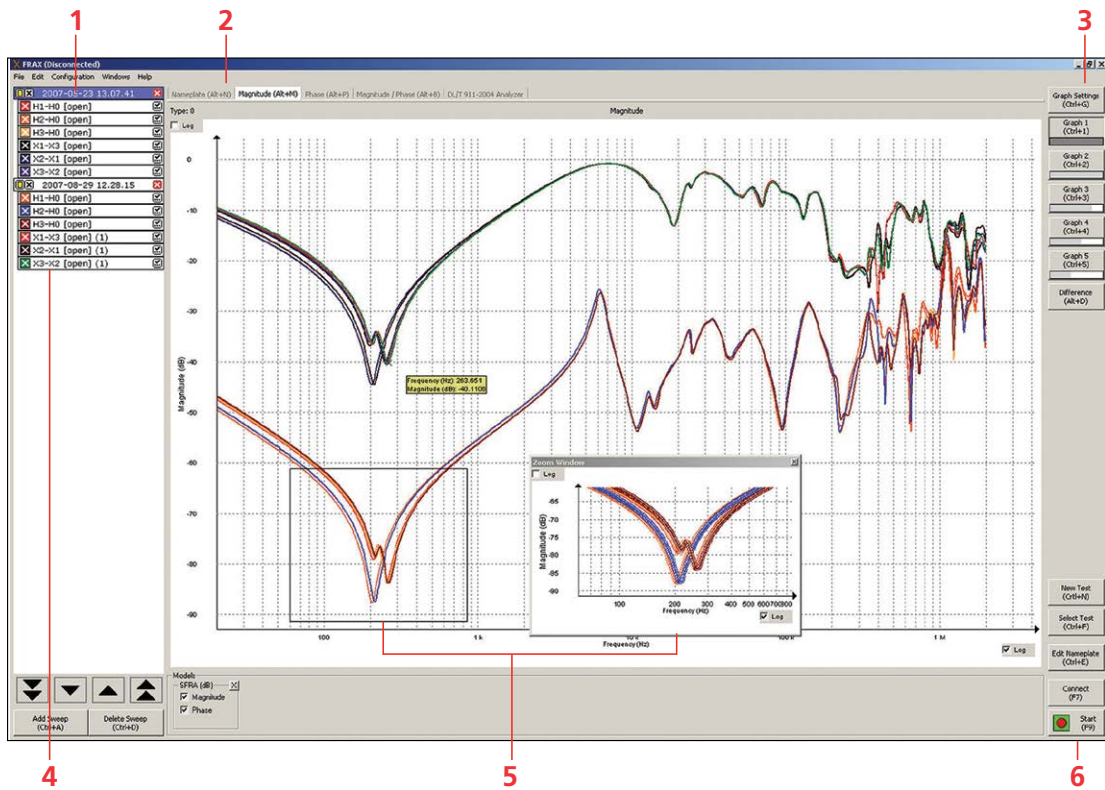 1
2
3
FRAX (Disconnected)
File Edit Configuration Windows Help
2007-05-23 13.07.41
H1-H0 [open]
H2-H0 [open]
H3-H0 [open]
X1-X3 [open]
X2-X1 [open]
X3-X2 [open]
2007-08-29 12.28.15
H1-H0 [open]
H2-H0 [open]
H3-H0 [open]
X1-X3 [open] (1)
X2-X1 [open] (1)
X3-X2 [open] (1)
Add Sweep
(Ctrl+A)
Delete Sweep
(Ctrl+D)
Nameplate (Alt+N) Magnitude (Alt+M) Phase (Alt+P) Magnitude / Phase (Alt+B) DL/T 911-2004 Analyzer
Type: 0
Magnitude
Log
0
-10
-20
-30
-40
-50
-60
-70
-80
-90
Magnitude (dB)
Frequency (Hz): 263.651
Magnitude (dB): -40.1106
Zoom Window
Log
Magnitude (dB)
-65
-70
-75
-80
-85
-90
100 200 300 400 500 600700800
Frequency (Hz)
Log
100 1 k 10 k 100 k 1 M
Frequency (Hz)
Log
Models
SFRA (dB)
Magnitude
Phase
Graph Settings
(Ctrl+G)
Graph 1
(Ctrl+1)
Graph 2
(Ctrl+2)
Graph 3
(Ctrl+3)
Graph 4
(Ctrl+4)
Graph 5
(Ctrl+5)
Difference
(Alt+D)
New Test
(Crtl+N)
Select Test
(Ctrl+F)
Edit Nameplate
(Ctrl+E)
Connect
(F7)
Start
(F9)
4
5
6